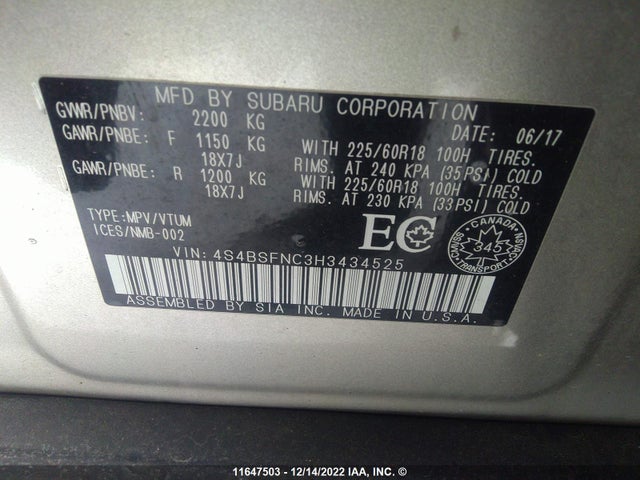 MFD BY SUBARU CORPORATION
GVWR/PNBV: 2200 KG DATE: 06/17
GAWR/PNBE: F 1150 KG WITH 225/60R18 100H TIRES.
18X7J RIMS. AT 240 KPA (35PSI) COLD
GAWR/PNBE: R 1200 KG WITH 225/60R18 100H TIRES.
18X7J RIMS. AT 230 KPA (33PSI) COLD
TYPE:MPV/VTUM
ICES/NMB-002
EC
CANADA
345
NSVAC
VIN: 4S4BSFNC3H3434525
ASSEMBLED BY SIA INC. MADE IN U.S.A.
11647503 - 12/14/2022 IAA, INC. ©